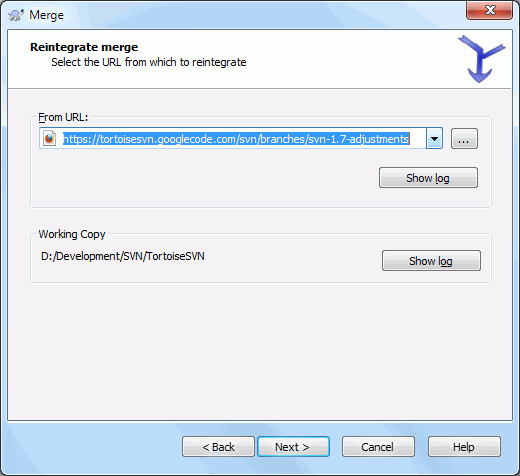 Merge
Reintegrate merge
Select the URL from which to reintegrate
From URL:
https://tortoisesvn.googlecode.com/svn/branches/svn-1.7-adjustments
...
Show log
Working Copy
D:/Development/SVN/TortoiseSVN
Show log
< Back
Next >
Cancel
Help